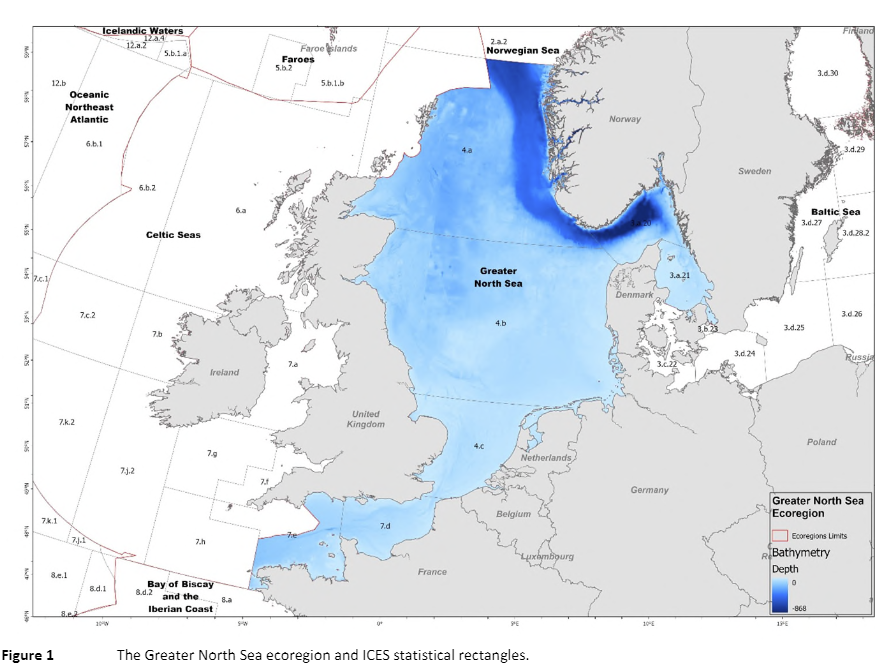 Icelandic Waters
12.a.4
12.a.2
5.b.1.a
Faroe Islands
Faroes
5.b.2
5.b.1.b
2.a.2
Norwegian Sea
Finland
3.d.30
12.b
Oceanic
Northeast
Atlantic
6.b.1
4.a
Norway
3.d.29
Sweden
6.b.2
6.a
Celtic Seas
Baltic Sea
3.d.27
3.d.28.2
Greater
North Sea
3.a.21
7.c.1
Denmark
7.c.2
7.b
4.b
3.b.23
3.d.25
3.d.26
3.d.24
Russia
3.c.22
7.a
Ireland
United
Kingdom
7.k.2
4.c
Poland
7.g
Netherlands
7.j.2
7.f
Germany
7.k.1
7.j.1
7.h
7.e
7.d
Belgium
Luxembourg
France
8.e.1
8.d.1
8.d.2
8.e.2
8.a
Bay of Biscay
and the
Iberian Coast
Greater North Sea
Ecoregion
Ecoregions Limits
Bathymetry
Depth
0
-868
10°W
5°W
0°
5°E
10°E
15°E
Figure 1 The Greater North Sea ecoregion and ICES statistical rectangles.